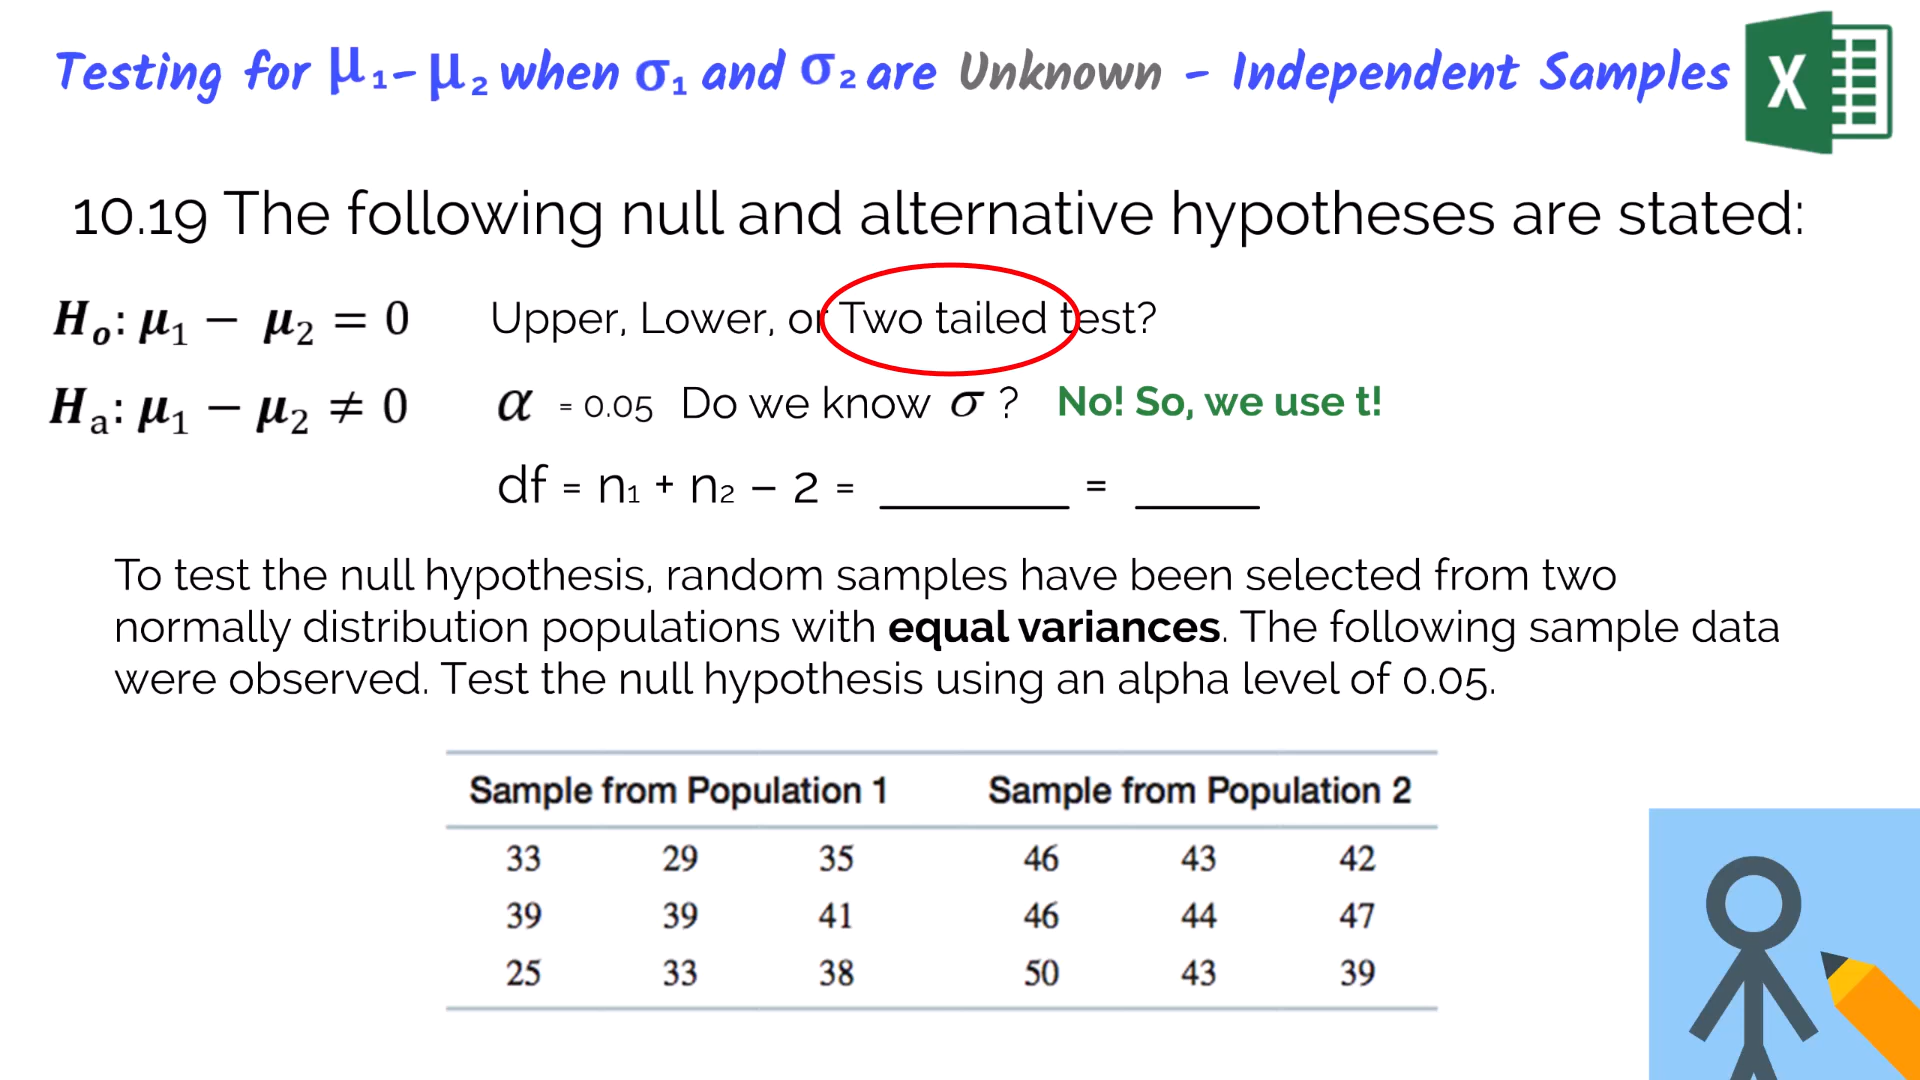 Testing for μ₁- μ₂ when σ₁ and σ₂ are Unknown - Independent Samples
X
10.19 The following null and alternative hypotheses are stated:
Hₒ: μ₁ − μ₂ = 0 Upper, Lower, or Two tailed test?
Hₐ: μ₁ − μ₂ ≠ 0 α = 0.05 Do we know σ ? No! So, we use t!
df = n₁ + n₂ − 2 = ________ = _____
To test the null hypothesis, random samples have been selected from two
normally distribution populations with equal variances. The following sample data
were observed. Test the null hypothesis using an alpha level of 0.05.
Sample from Population 1 Sample from Population 2
33 29 35 46 43 42
39 39 41 46 44 47
25 33 38 50 43 39